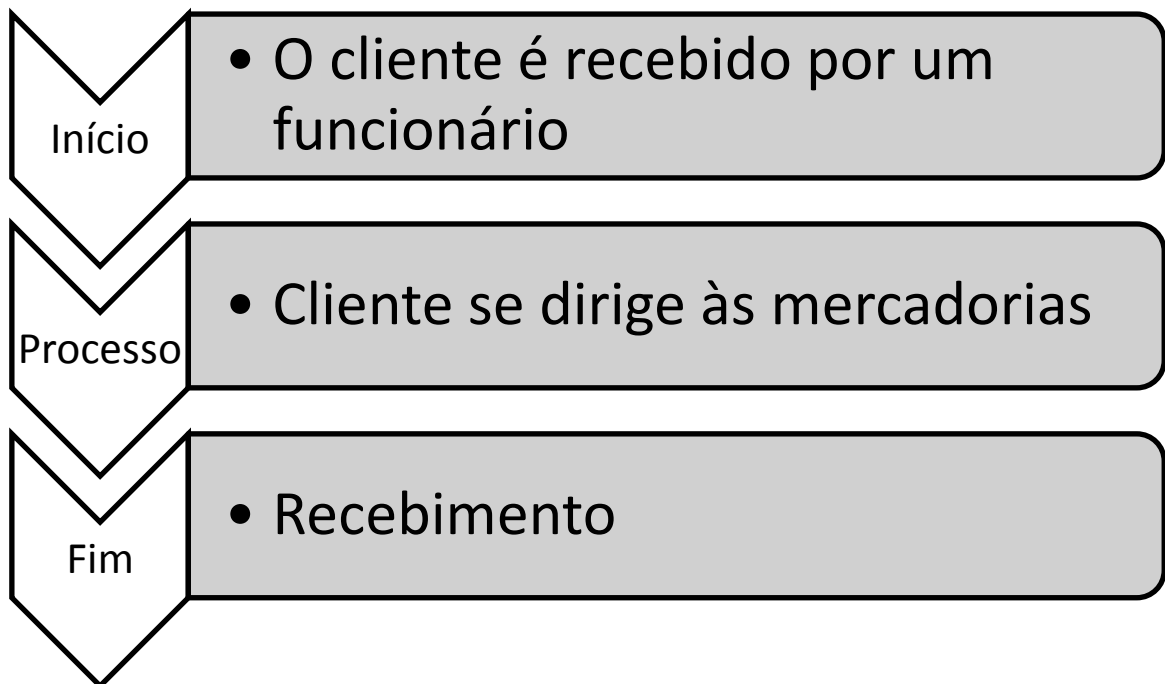 Início
• O cliente é recebido por um
funcionário
Processo
• Cliente se dirige às mercadorias
Fim
• Recebimento